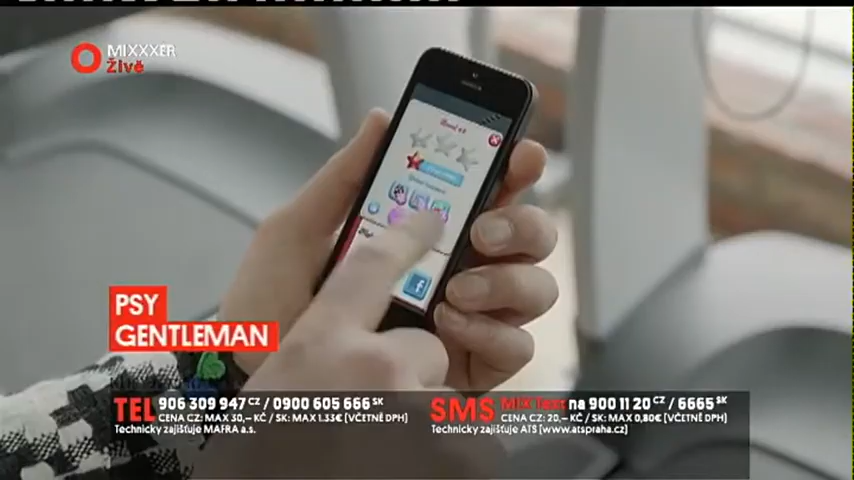 MIXXXER
Živě
PSY
GENTLEMAN
TEL 906 309 947 CZ / 0900 605 666 SK
CENA CZ: MAX 30,- KČ / SK: MAX 1.33€ [VČETNĚ DPH]
Technicky zajišťuje MAFRA a.s.
SMS MIX Text na 900 11 20 CZ / 6665 SK
CENA CZ: 20,- KČ / SK: MAX 0,80€ [VČETNĚ DPH]
Technicky zajišťuje ATS [www.atspraha.cz]
f